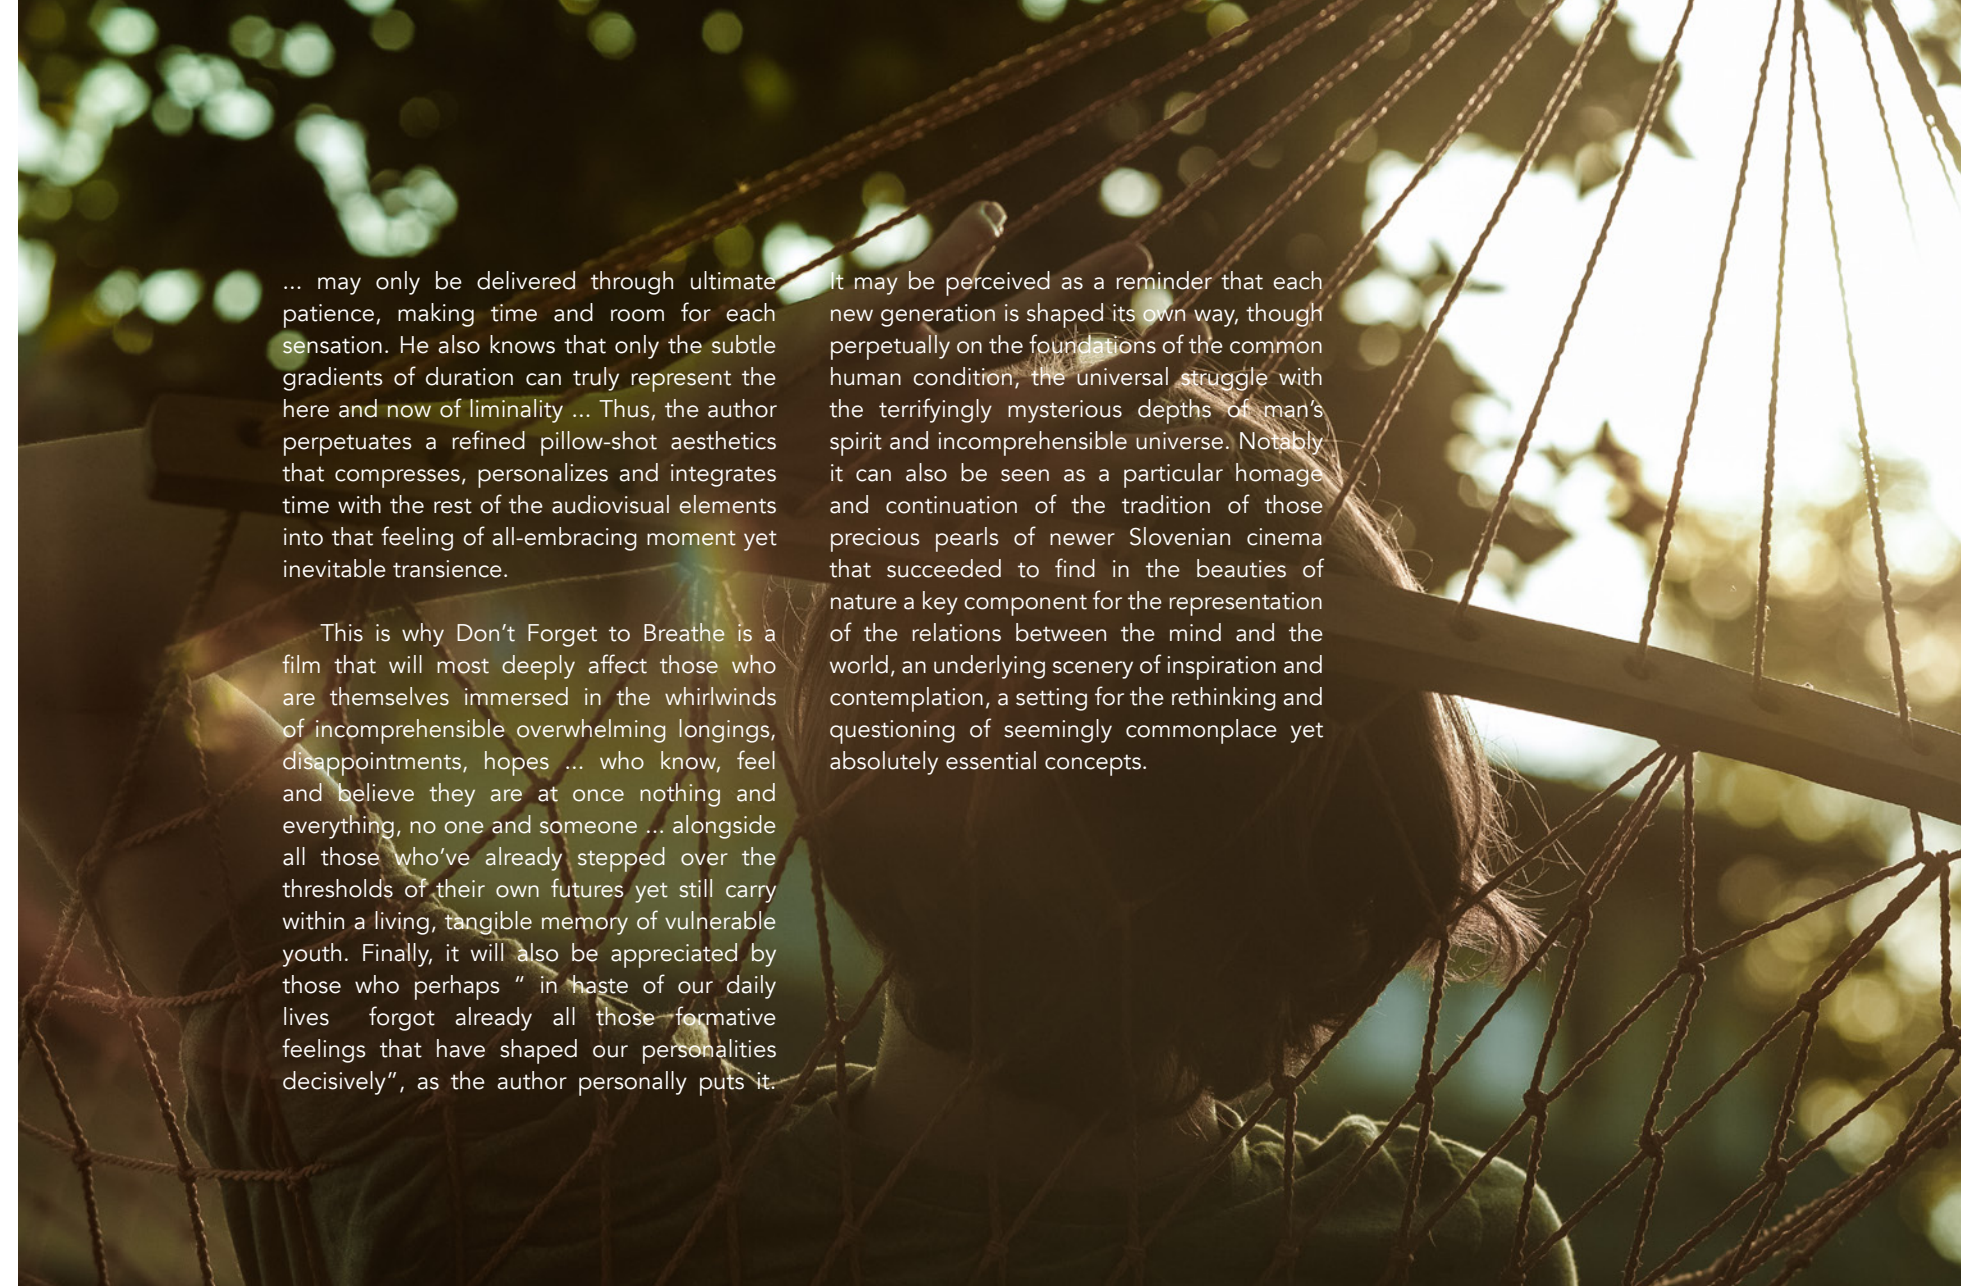 ... may only be delivered through ultimate
patience, making time and room for each
sensation. He also knows that only the subtle
gradients of duration can truly represent the
here and now of liminality ... Thus, the author
perpetuates a refined pillow-shot aesthetics
that compresses, personalizes and integrates
time with the rest of the audiovisual elements
into that feeling of all-embracing moment yet
inevitable transience.
This is why Don’t Forget to Breathe is a
film that will most deeply affect those who
are themselves immersed in the whirlwinds
of incomprehensible overwhelming longings,
disappointments, hopes ... who know, feel
and believe they are at once nothing and
everything, no one and someone ... alongside
all those who’ve already stepped over the
thresholds of their own futures yet still carry
within a living, tangible memory of vulnerable
youth. Finally, it will also be appreciated by
those who perhaps “ in haste of our daily
lives forgot already all those formative
feelings that have shaped our personalities
decisively”, as the author personally puts it.
It may be perceived as a reminder that each
new generation is shaped its own way, though
perpetually on the foundations of the common
human condition, the universal struggle with
the terrifyingly mysterious depths of man’s
spirit and incomprehensible universe. Notably
it can also be seen as a particular homage
and continuation of the tradition of those
precious pearls of newer Slovenian cinema
that succeeded to find in the beauties of
nature a key component for the representation
of the relations between the mind and the
world, an underlying scenery of inspiration and
contemplation, a setting for the rethinking and
questioning of seemingly commonplace yet
absolutely essential concepts.